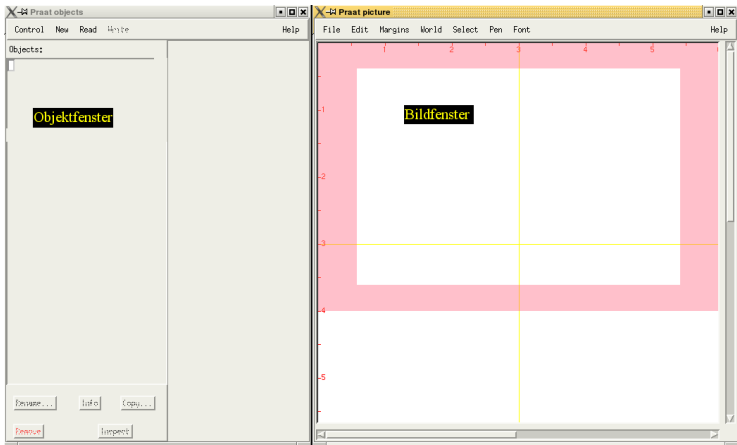 Praat objects
Control New Read Write Help
Objects:
Objektfenster
Rename... Info Copy...
Remove Inspect
Praat picture
File Edit Margins World Select Pen Font Help
1 2 3 4 5
1
2
3
4
5
Bildfenster